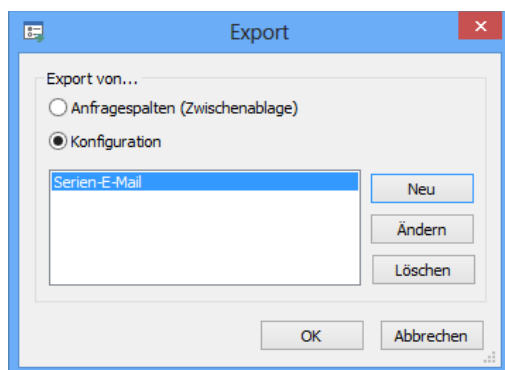 Export
Export von...
Anfragespalten (Zwischenablage)
Konfiguration
Serien-E-Mail
Neu
Ändern
Löschen
OK
Abbrechen